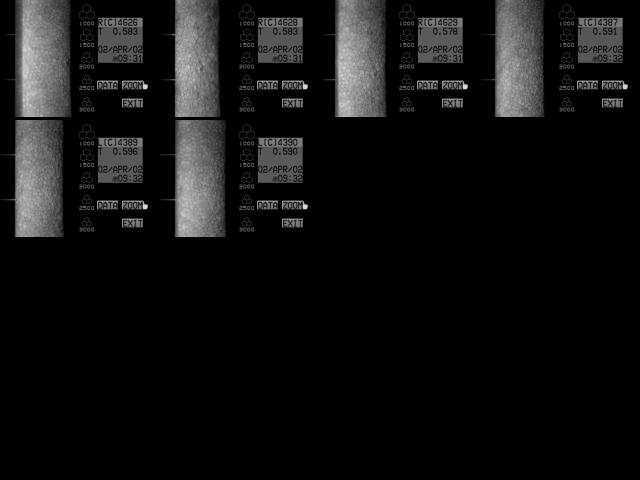 R(C)4626
1000
T 0.583
1500
02/APR/02
@09:31
2000
2500 DATA ZOOM
EXIT
3000
R(C)4628
1000
T 0.583
1500
02/APR/02
@09:31
2000
2500 DATA ZOOM
EXIT
3000
R(C)4629
1000
T 0.578
1500
02/APR/02
@09:31
2000
2500 DATA ZOOM
EXIT
3000
L(C)4387
1000
T 0.591
1500
02/APR/02
@09:32
2000
2500 DATA ZOOM
EXIT
3000
L(C)4389
1000
T 0.596
1500
02/APR/02
@09:32
2000
2500 DATA ZOOM
EXIT
3000
L(C)4390
1000
T 0.590
1500
02/APR/02
@09:32
2000
2500 DATA ZOOM
EXIT
3000